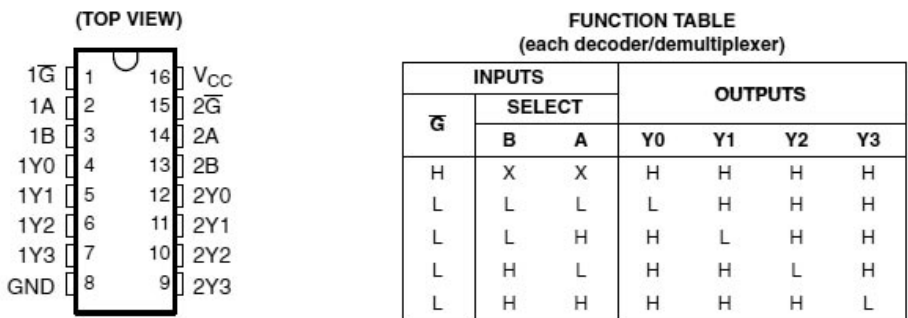 (TOP VIEW)
1G̅ 1 16 VCC
1A 2 15 2G̅
1B 3 14 2A
1Y0 4 13 2B
1Y1 5 12 2Y0
1Y2 6 11 2Y1
1Y3 7 10 2Y2
GND 8 9 2Y3
FUNCTION TABLE
(each decoder/demultiplexer)
INPUTS OUTPUTS
G̅ SELECT
B A Y0 Y1 Y2 Y3
H X X H H H H
L L L L H H H
L L H H L H H
L H L H H L H
L H H H H H L